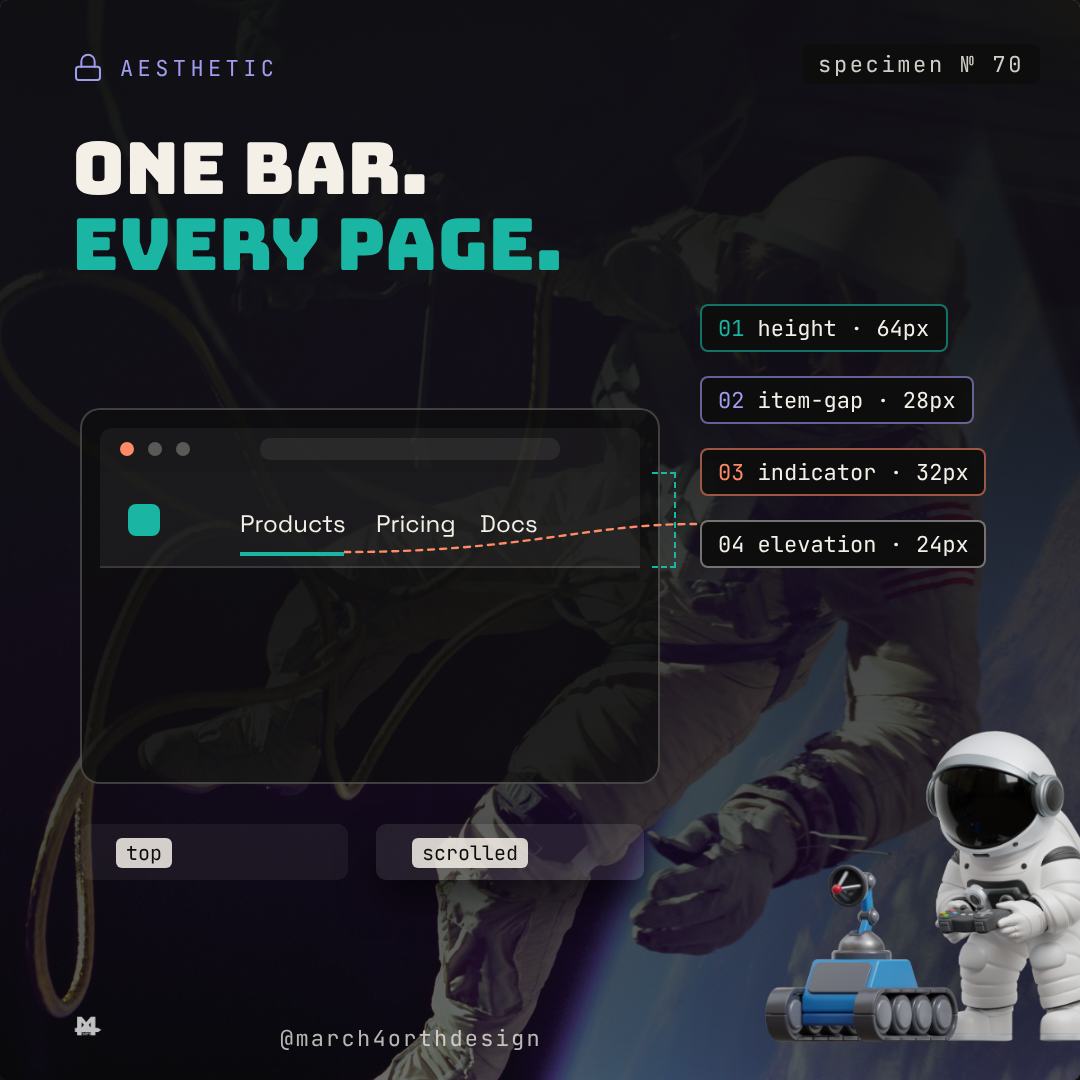 AESTHETIC
specimen № 70
ONE BAR.
EVERY PAGE.
01 height · 64px
02 item-gap · 28px
03 indicator · 32px
04 elevation · 24px
Products Pricing Docs
top
scrolled
@march4orthdesign